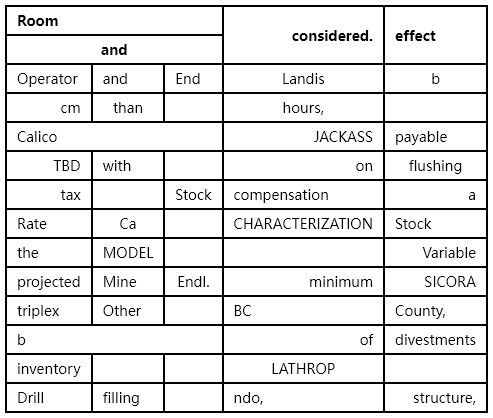 Room considered. effect
and
Operator and End Landis b
cm than hours,
Calico JACKASS payable
TBD with on flushing
tax Stock compensation a
Rate Ca CHARACTERIZATION Stock
the MODEL Variable
projected Mine Endl. minimum SICORA
triplex Other BC County,
b of divestments
inventory LATHROP
Drill filling ndo, structure,